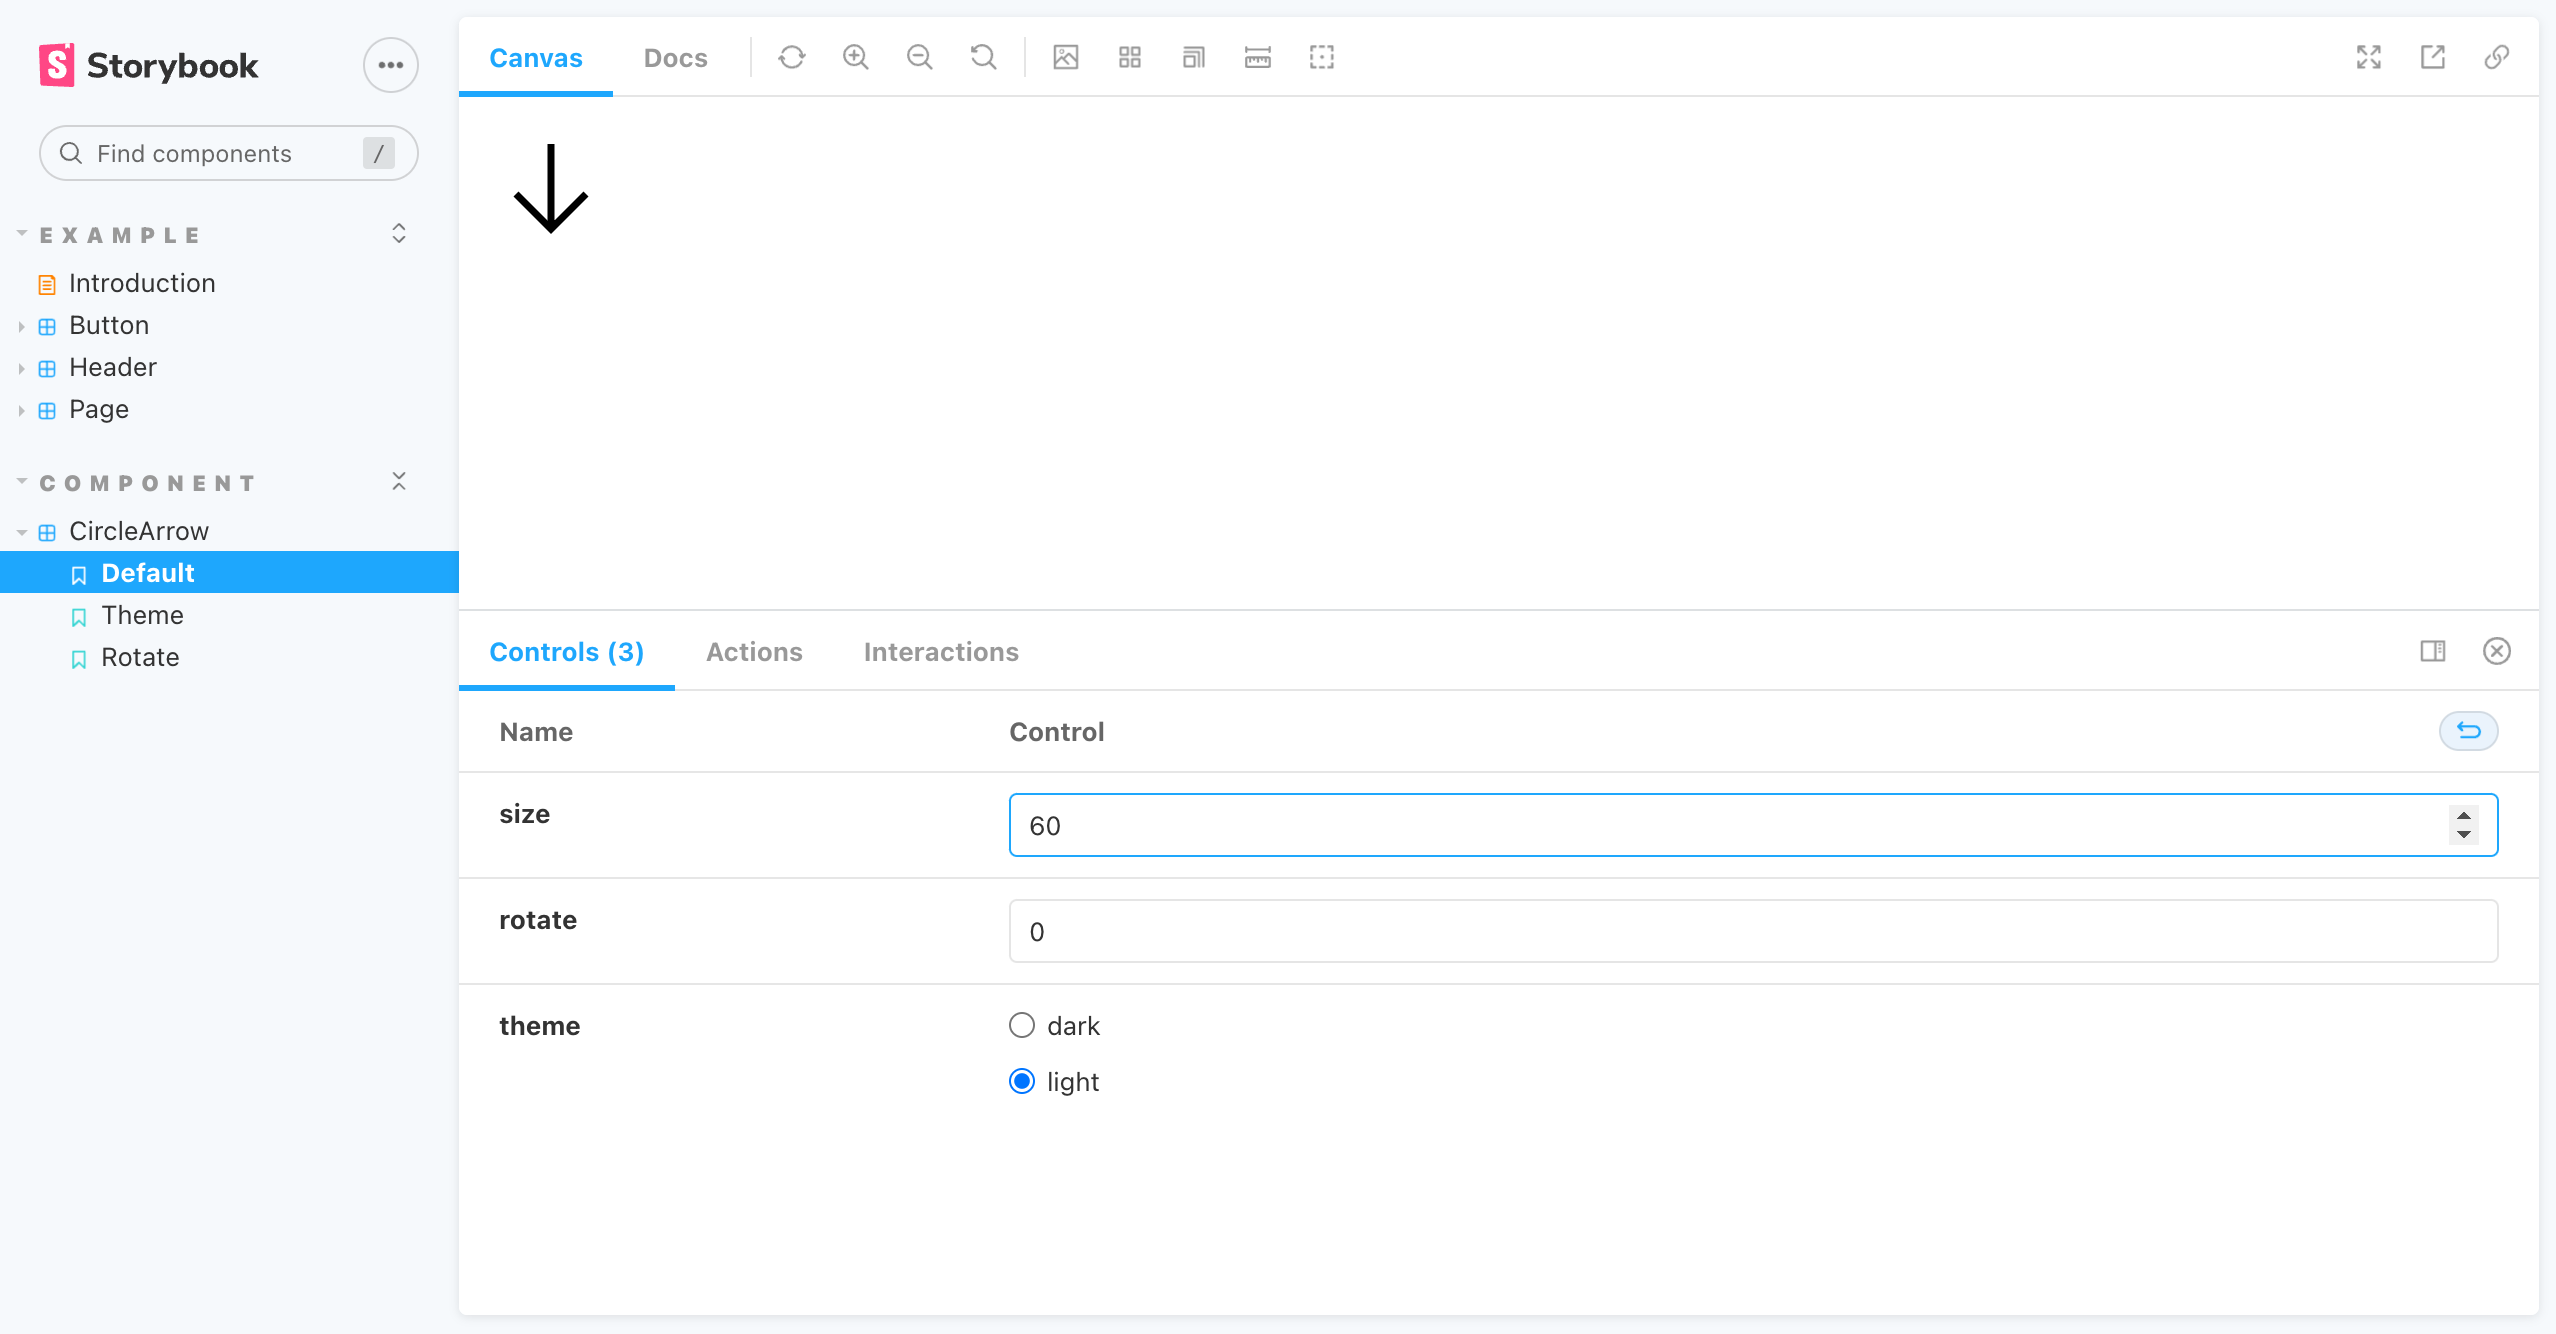 Storybook
Find components /
EXAMPLE
Introduction
Button
Header
Page
COMPONENT
CircleArrow
Default
Theme
Rotate
Canvas Docs
Controls (3) Actions Interactions
Name Control
size 60
rotate 0
theme dark
light